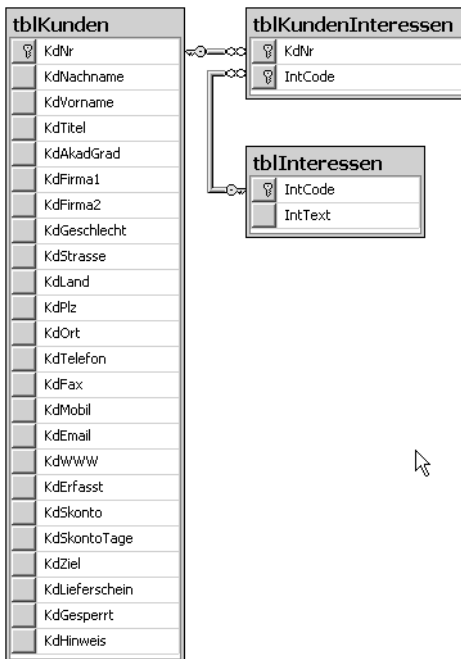 tblKunden
KdNr
KdNachname
KdVorname
KdTitel
KdAkadGrad
KdFirma1
KdFirma2
KdGeschlecht
KdStrasse
KdLand
KdPlz
KdOrt
KdTelefon
KdFax
KdMobil
KdEmail
KdWWW
KdErfasst
KdSkonto
KdSkontoTage
KdZiel
KdLieferschein
KdGesperrt
KdHinweis
tblKundenInteressen
KdNr
IntCode
tblInteressen
IntCode
IntText